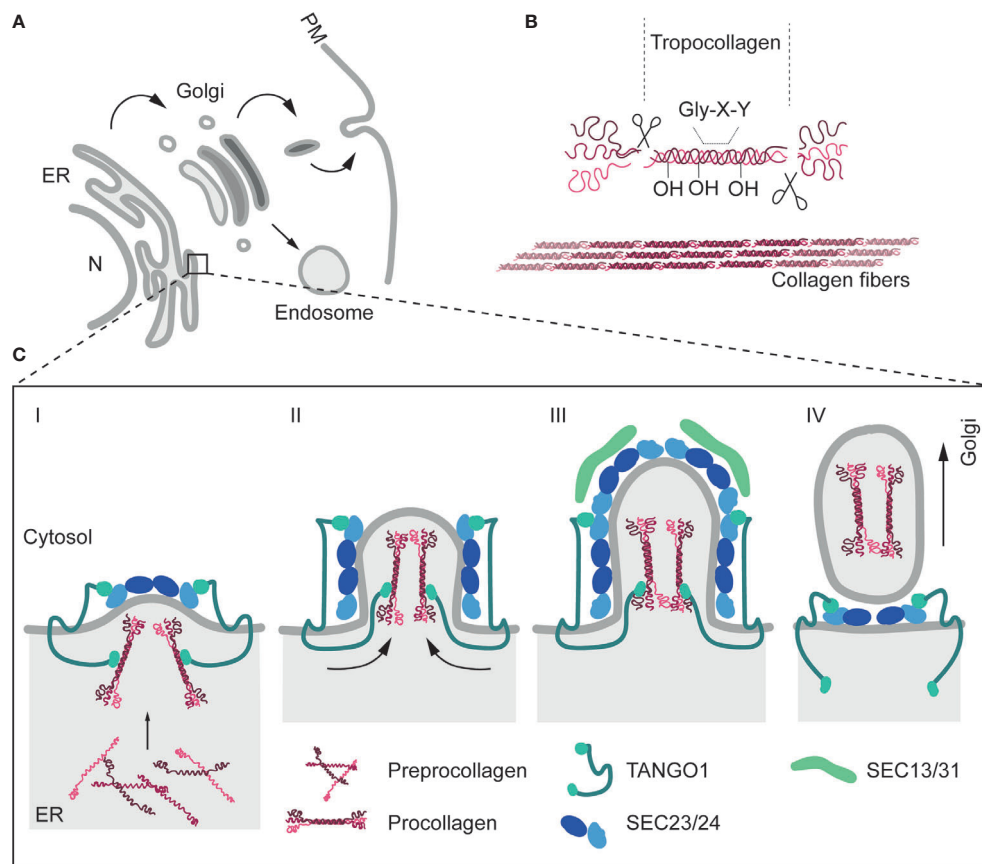 A
PM
Golgi
ER
N
Endosome
B
Tropocollagen
Gly-X-Y
OH
OH
OH
Collagen fibers
C
I
II
III
IV
Golgi
Cytosol
ER
Preprocollagen
Procollagen
TANGO1
SEC23/24
SEC13/31